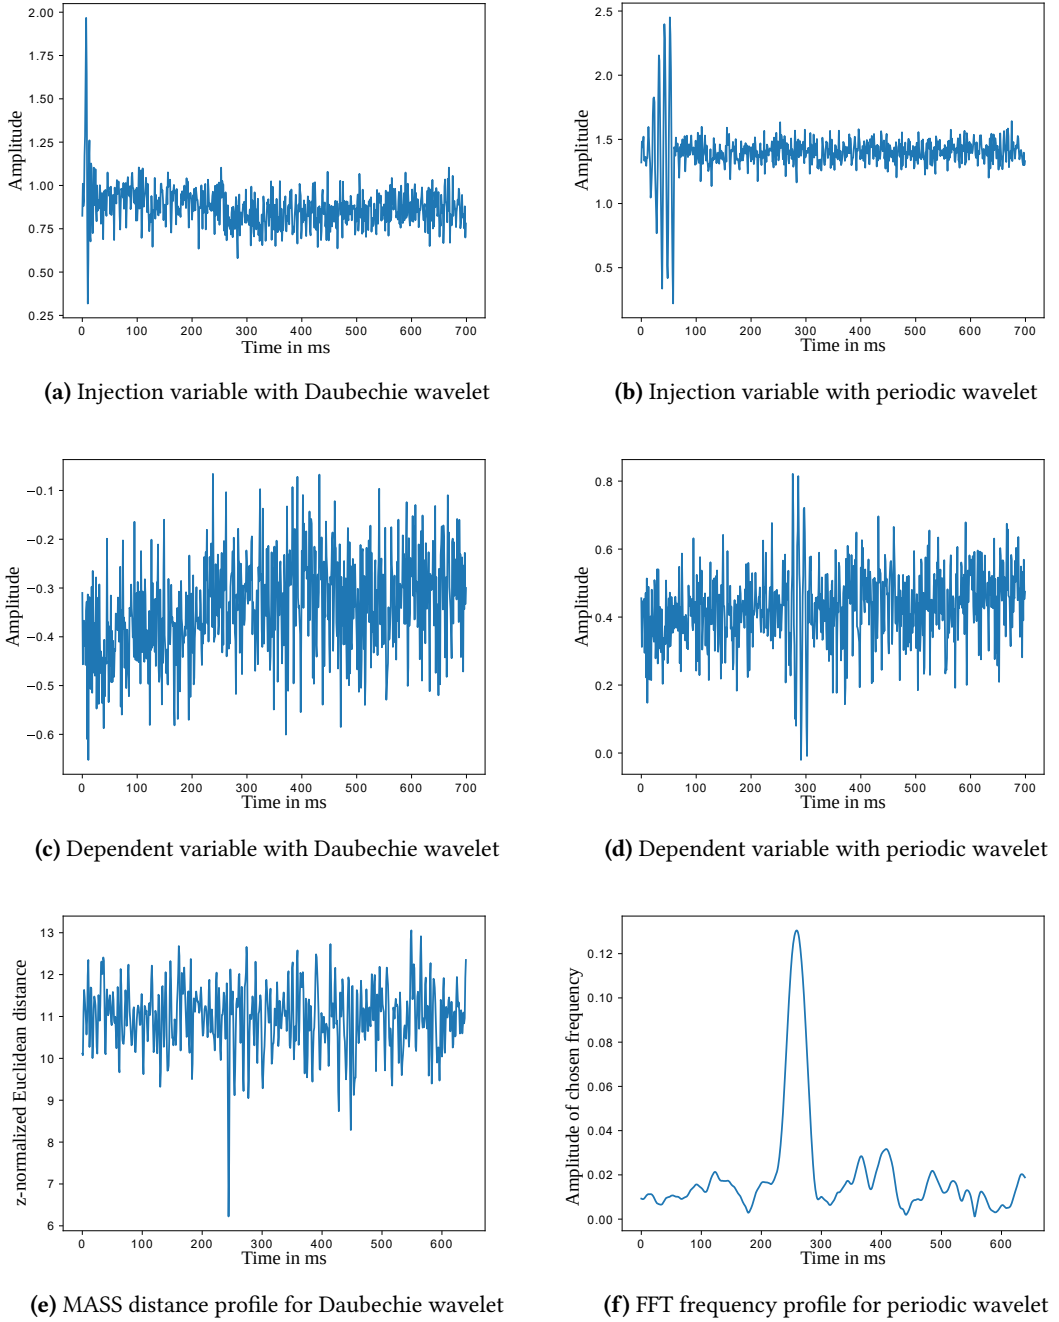 2.00
1.75
1.50
1.25
1.00
0.75
0.50
0.25
Amplitude
0 100 200 300 400 500 600 700
Time in ms
(a) Injection variable with Daubechie wavelet
2.5
2.0
1.5
1.0
0.5
Amplitude
0 100 200 300 400 500 600 700
Time in ms
(b) Injection variable with periodic wavelet
−0.1
−0.2
−0.3
−0.4
−0.5
−0.6
Amplitude
0 100 200 300 400 500 600 700
Time in ms
(c) Dependent variable with Daubechie wavelet
0.8
0.6
0.4
0.2
0.0
Amplitude
0 100 200 300 400 500 600 700
Time in ms
(d) Dependent variable with periodic wavelet
13
12
11
10
9
8
7
6
z-normalized Euclidean distance
0 100 200 300 400 500 600
Time in ms
(e) MASS distance profile for Daubechie wavelet
0.12
0.10
0.08
0.06
0.04
0.02
0.00
Amplitude of chosen frequency
0 100 200 300 400 500 600
Time in ms
(f) FFT frequency profile for periodic wavelet